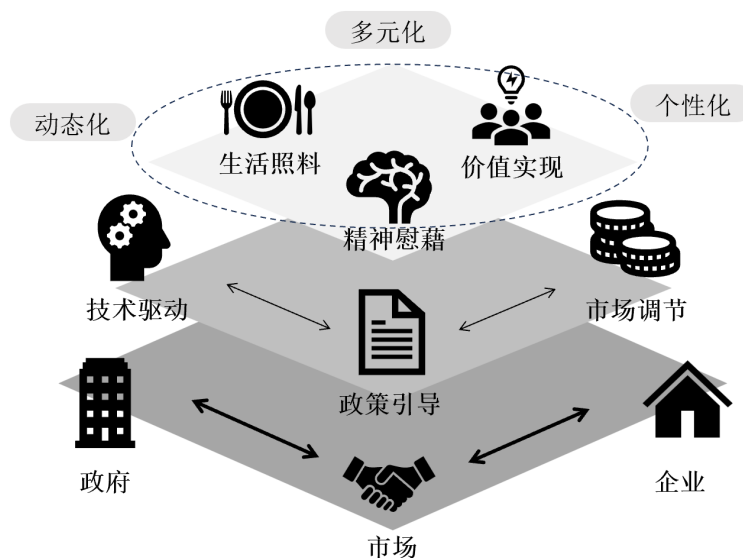 多元化
动态化
个性化
生活照料
价值实现
精神慰藉
技术驱动
市场调节
政策引导
政府
企业
市场